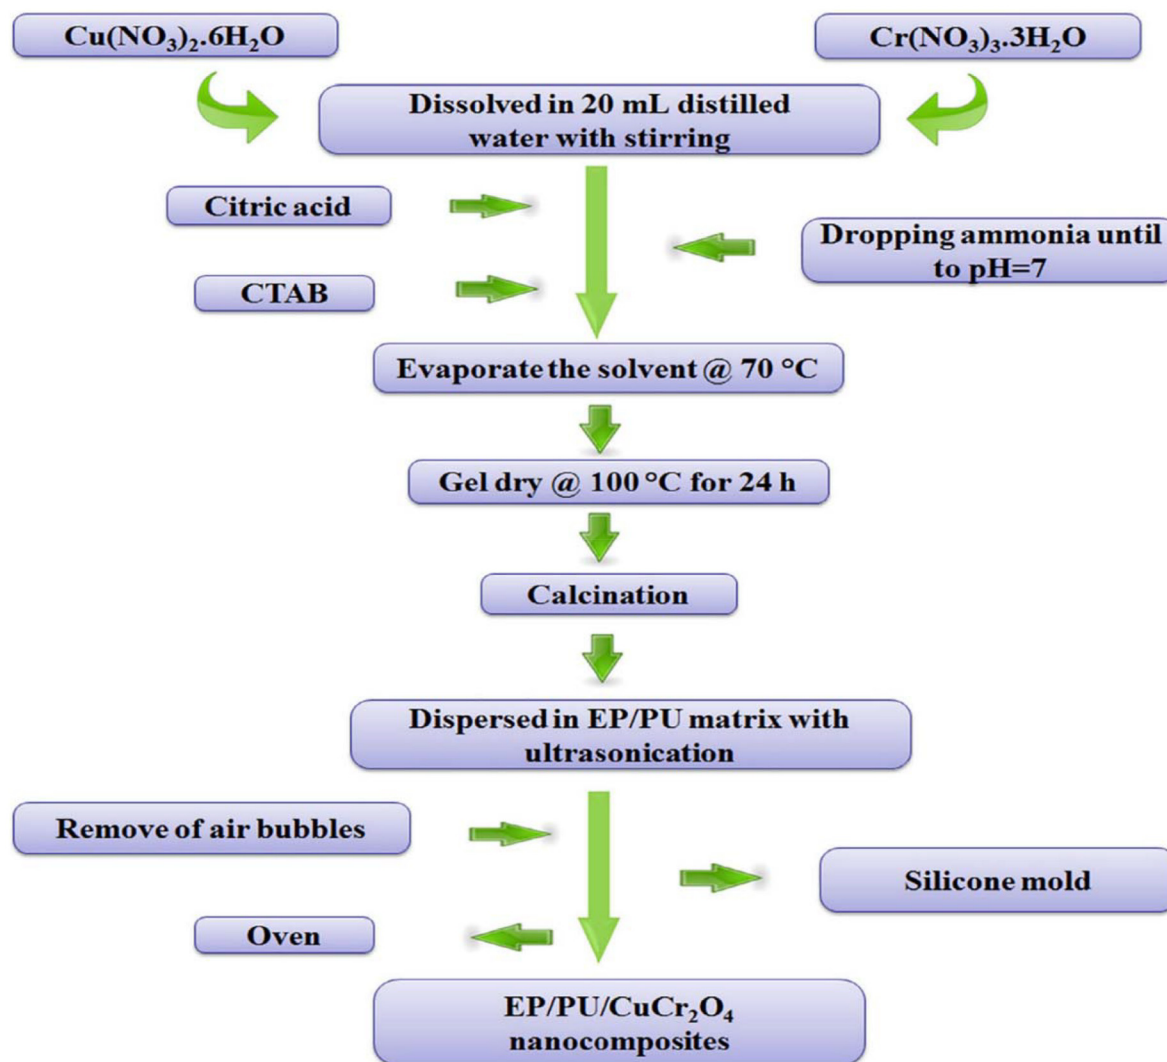 Cu(NO₃)₂.6H₂O
Cr(NO₃)₃.3H₂O
Dissolved in 20 mL distilled
water with stirring
Citric acid
Dropping ammonia until
to pH=7
CTAB
Evaporate the solvent @ 70 °C
Gel dry @ 100 °C for 24 h
Calcination
Dispersed in EP/PU matrix with
ultrasonication
Remove of air bubbles
Silicone mold
Oven
EP/PU/CuCr₂O₄
nanocomposites